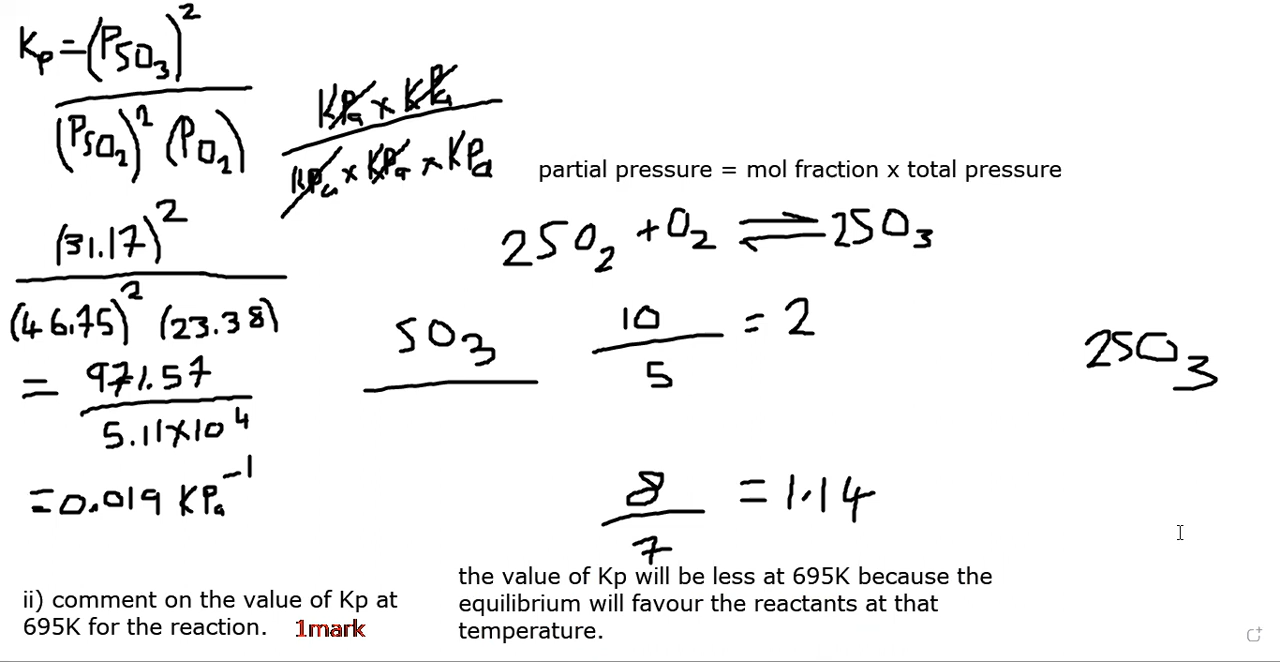 Kp = (PSO₃)²
(PSO₂)² (PO₂)
KPa x KPa
KPa x KPa x KPa
(31.17)²
(46.75)² (23.38)
= 971.57
5.11x10⁴
= 0.019 KPa⁻¹
partial pressure = mol fraction x total pressure
2SO₂ + O₂ ⇌ 2SO₃
SO₃
10
5
= 2
2SO₃
8
7
= 1.14
ii) comment on the value of Kp at
695K for the reaction. 1mark
the value of Kp will be less at 695K because the
equilibrium will favour the reactants at that
temperature.